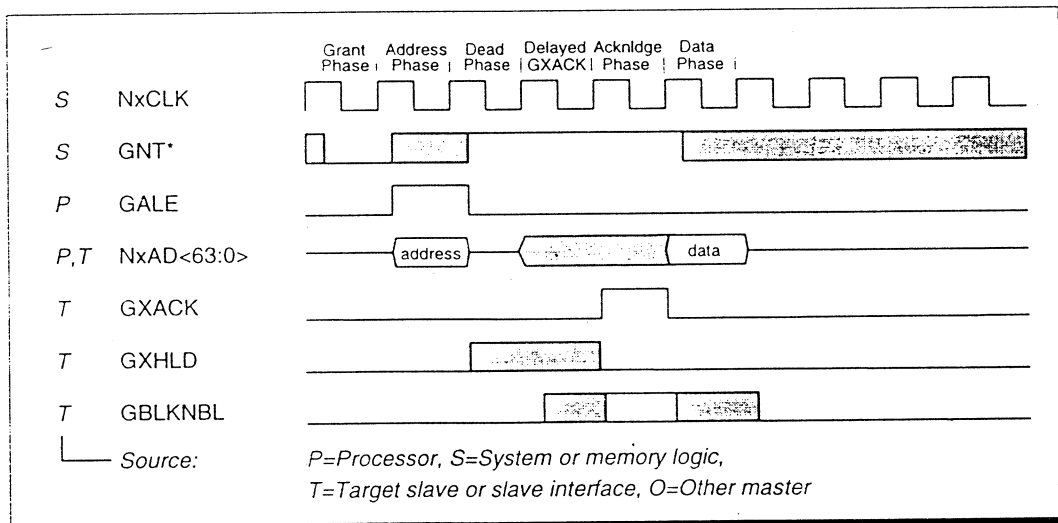 Grant Address Dead Delayed Acknldge Data
Phase Phase Phase GXACK Phase Phase
S NxCLK
S GNT*
P GALE
P,T NxAD<63:0> address data
T GXACK
T GXHLD
T GBLKNBL
Source: P=Processor, S=System or memory logic,
T=Target slave or slave interface, O=Other master